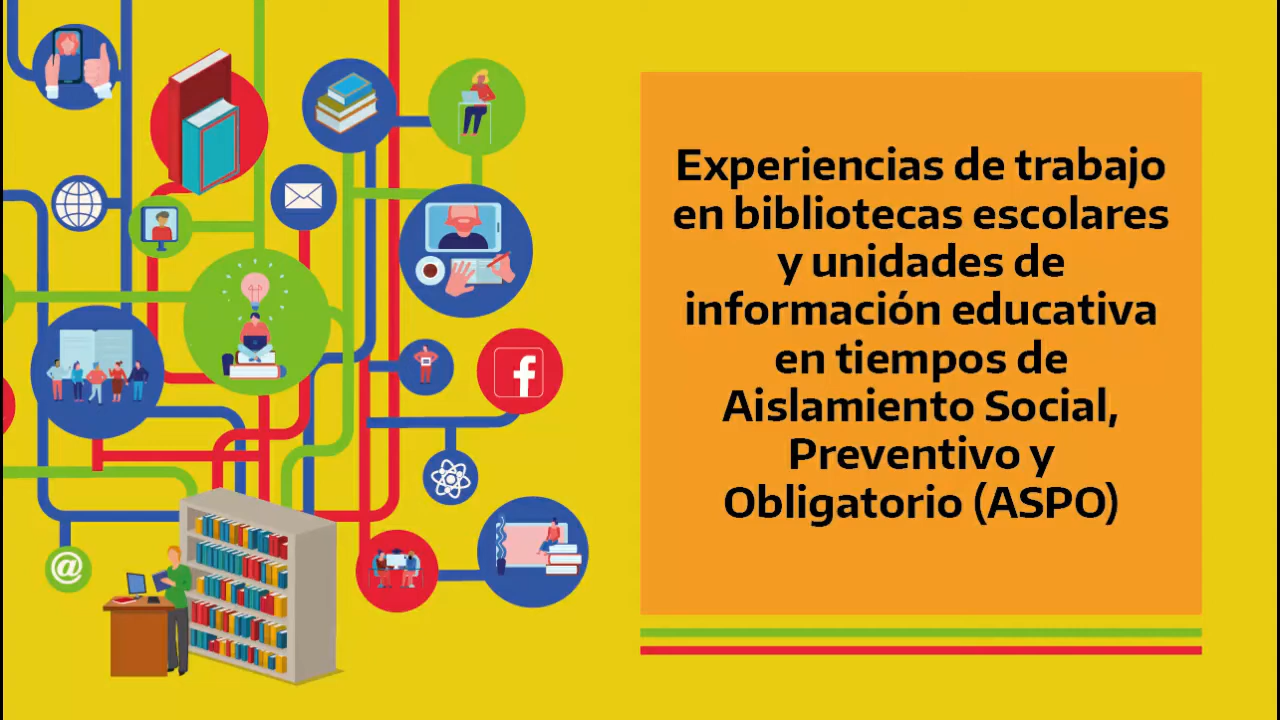 Experiencias de trabajo
en bibliotecas escolares
y unidades de
información educativa
en tiempos de
Aislamiento Social,
Preventivo y
Obligatorio (ASPO)
@
f